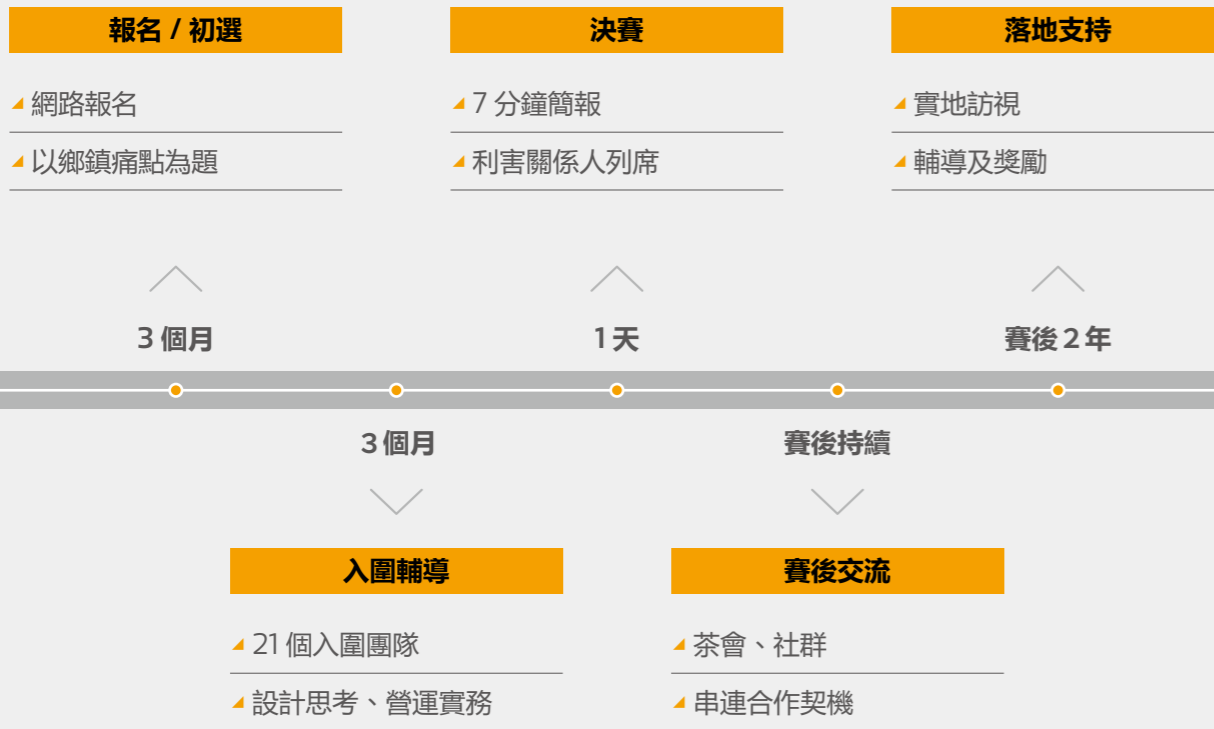 報名 / 初選
網路報名
以鄉鎮痛點為題
3 個月
決賽
7 分鐘簡報
利害關係人列席
1 天
落地支持
實地訪視
輔導及獎勵
賽後 2 年
3 個月
入圍輔導
21 個入圍團隊
設計思考、營運實務
賽後持續
賽後交流
茶會、社群
串連合作契機